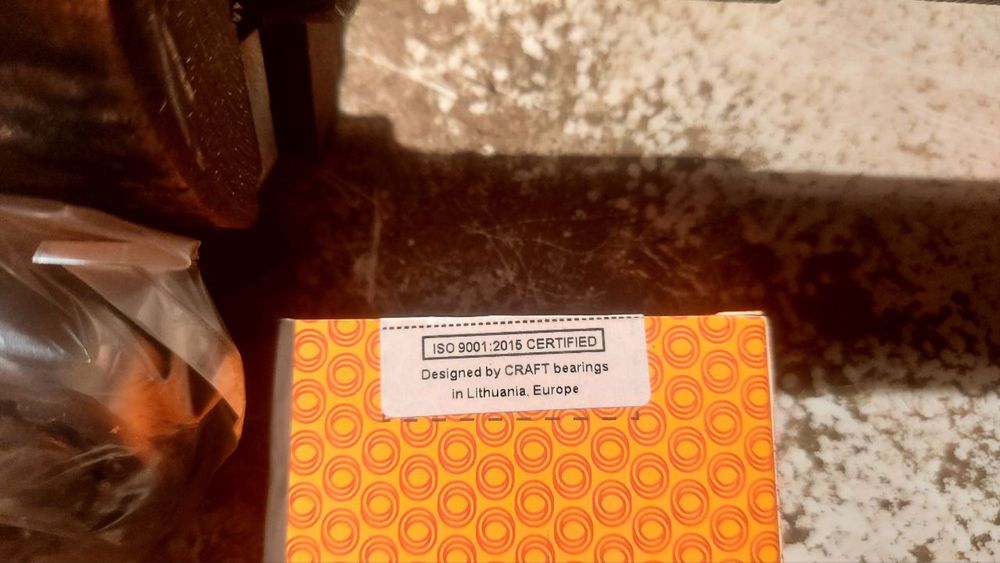 ISO 9001:2015 CERTIFIED
Designed by CRAFT bearings
in Lithuania, Europe